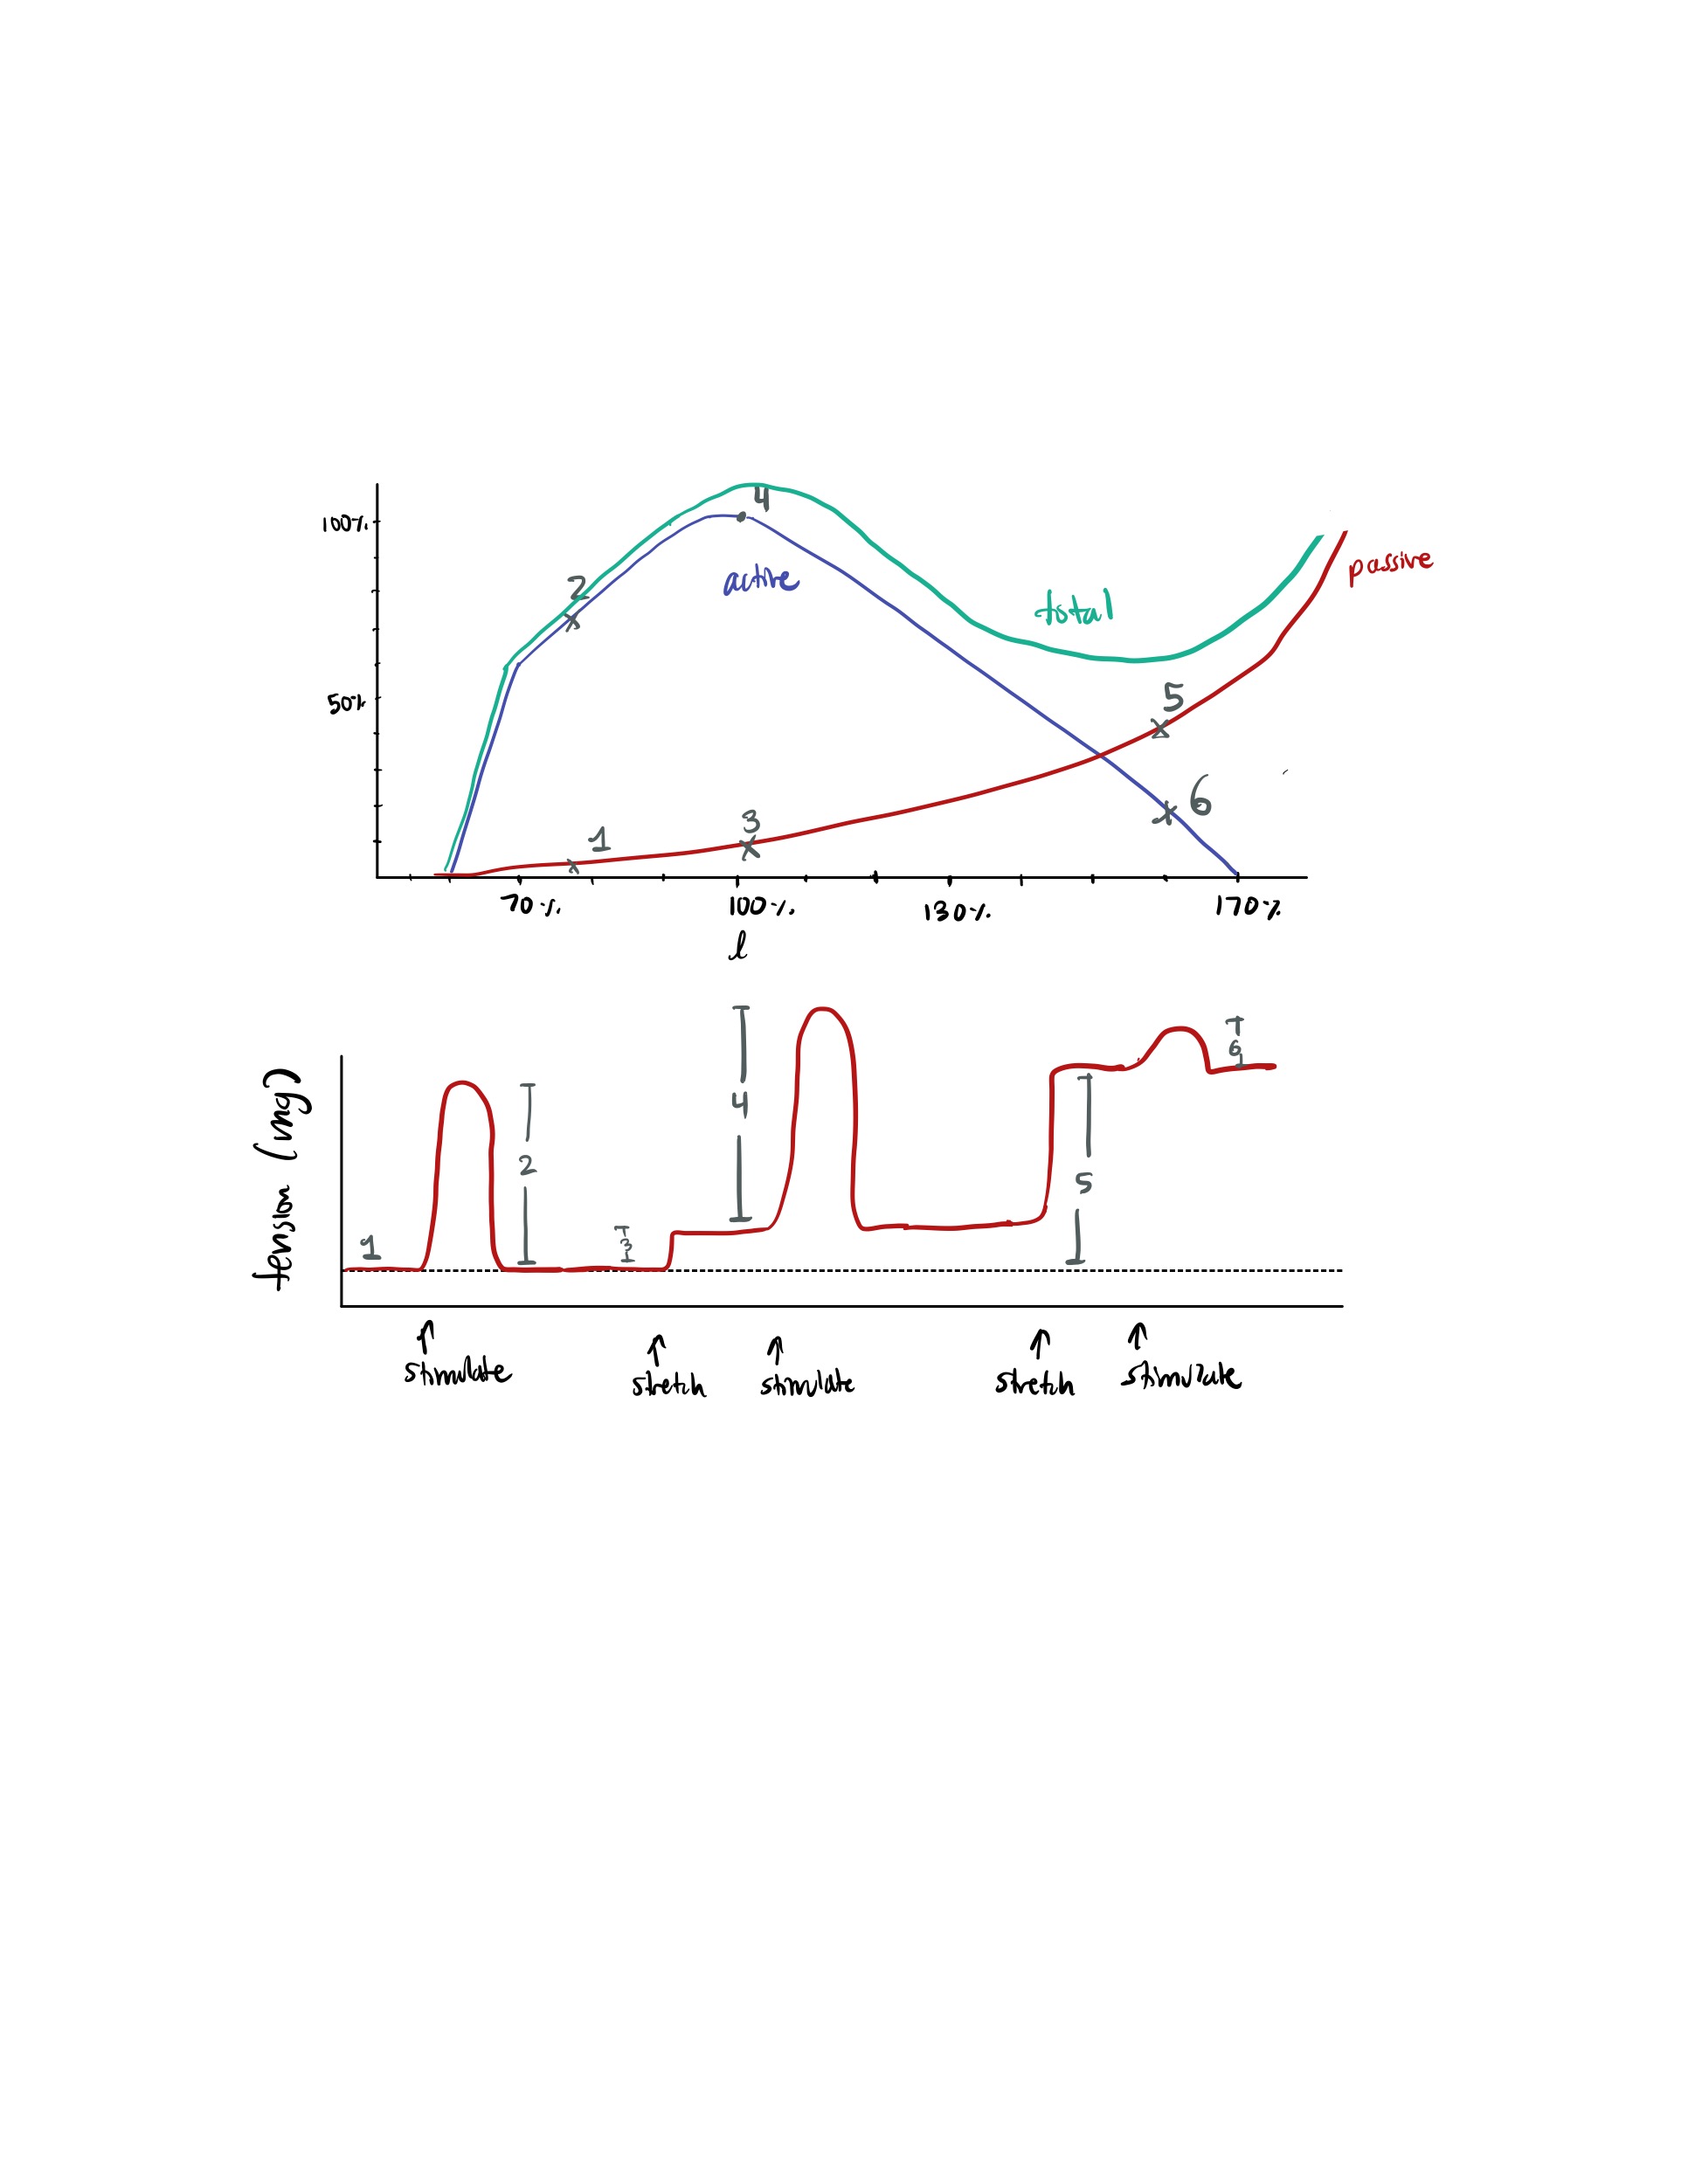 100%
4
2
active
total
passive
50%
5
6
3
1
70%
100%
130%
170%
l
tension (mg)
4
6
2
5
1
3
stimulate
stretch
stimulate
stretch
stimulate